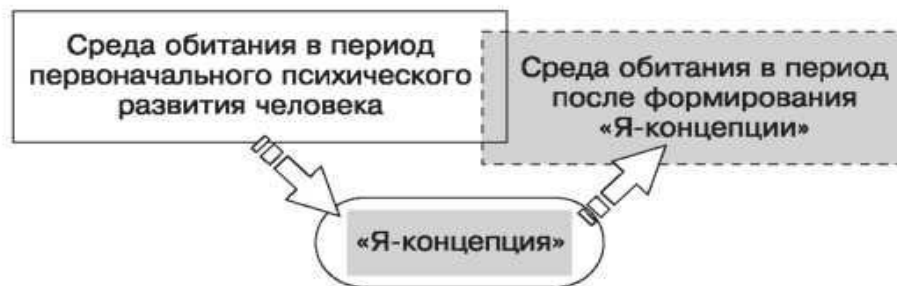 Среда обитания в период
первоначального психического
развития человека
Среда обитания в период
после формирования
«Я-концепции»
«Я-концепция»